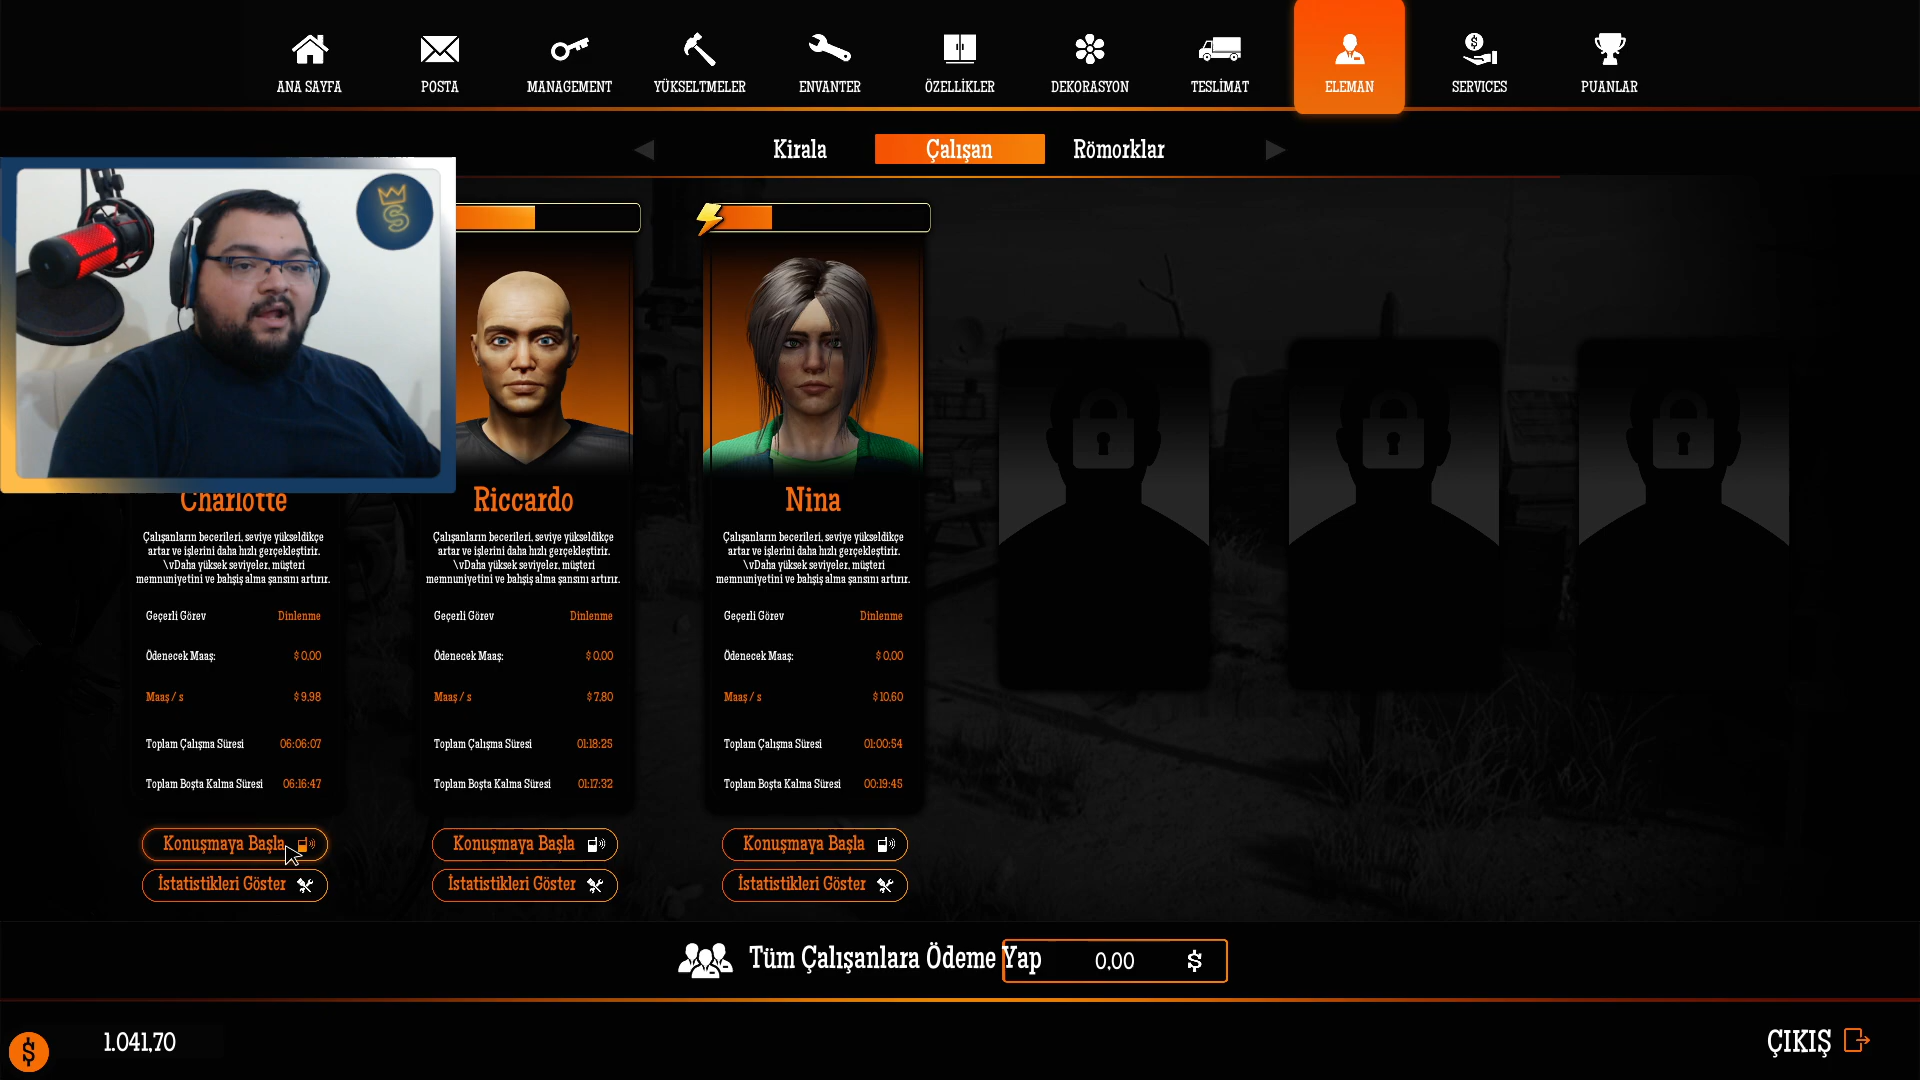 ANA SAYFA
POSTA
MANAGEMENT
YÜKSELTMELER
ENVANTER
ÖZELLİKLER
DEKORASYON
TESLİMAT
ELEMAN
SERVICES
PUANLAR
Kirala
Çalışan
Römorklar
S
Charlotte
Çalışanların becerileri, seviye yükseldikçe
artar ve işlerini daha hızlı gerçekleştirir.
\vDaha yüksek seviyeler, müşteri
memnuniyetini ve bahşiş alma şansını artırır.
Geçerli Görev Dinlenme
Ödenecek Maaş: $ 0,00
Maaş / s $ 9,98
Toplam Çalışma Süresi 06:06:07
Toplam Boşta Kalma Süresi 06:16:47
Konuşmaya Başla
İstatistikleri Göster
Riccardo
Çalışanların becerileri, seviye yükseldikçe
artar ve işlerini daha hızlı gerçekleştirir.
\vDaha yüksek seviyeler, müşteri
memnuniyetini ve bahşiş alma şansını artırır.
Geçerli Görev Dinlenme
Ödenecek Maaş: $ 0,00
Maaş / s $ 7,80
Toplam Çalışma Süresi 01:18:25
Toplam Boşta Kalma Süresi 01:17:32
Konuşmaya Başla
İstatistikleri Göster
Nina
Çalışanların becerileri, seviye yükseldikçe
artar ve işlerini daha hızlı gerçekleştirir.
\vDaha yüksek seviyeler, müşteri
memnuniyetini ve bahşiş alma şansını artırır.
Geçerli Görev Dinlenme
Ödenecek Maaş: $ 0,00
Maaş / s $ 10,60
Toplam Çalışma Süresi 01:00:54
Toplam Boşta Kalma Süresi 00:19:45
Konuşmaya Başla
İstatistikleri Göster
Tüm Çalışanlara Ödeme Yap 0,00 $
$ 1.041,70
ÇIKIŞ